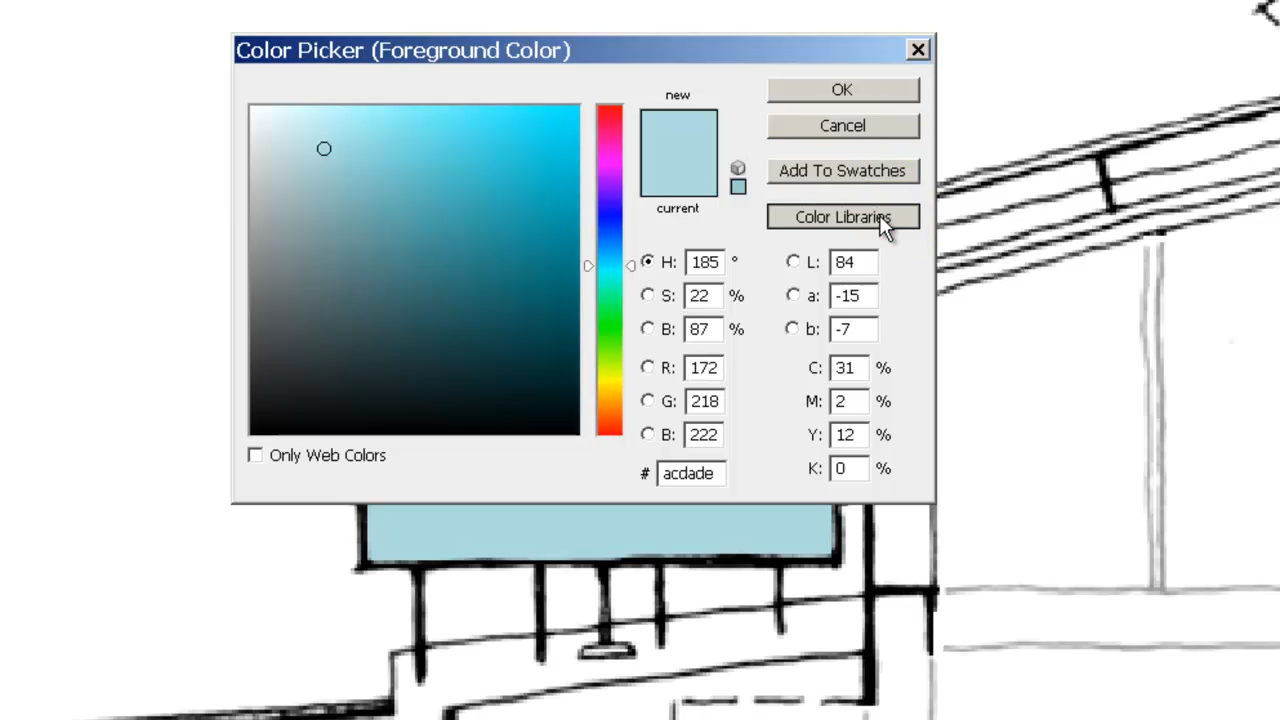 Color Picker (Foreground Color)
new
current
OK
Cancel
Add To Swatches
Color Libraries
H: 185 °
S: 22 %
B: 87 %
R: 172
G: 218
B: 222
# acdade
L: 84
a: -15
b: -7
C: 31 %
M: 2 %
Y: 12 %
K: 0 %
Only Web Colors